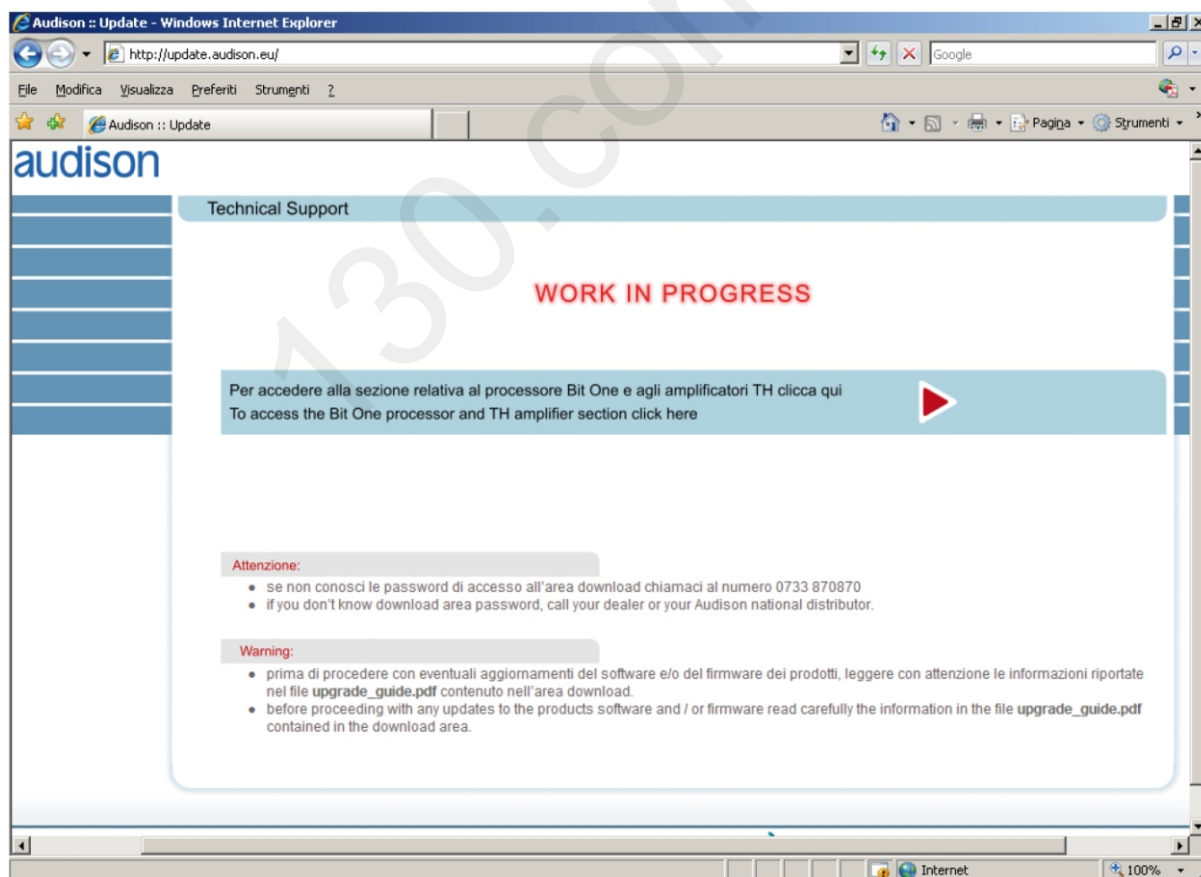 Audison :: Update - Windows Internet Explorer
http://update.audison.eu/
Google
File Modifica Visualizza Preferiti Strumenti ?
Audison :: Update
Pagina
Strumenti
audison
Technical Support
WORK IN PROGRESS
Per accedere alla sezione relativa al processore Bit One e agli amplificatori TH clicca qui
To access the Bit One processor and TH amplifier section click here
Attenzione:
se non conosci le password di accesso all'area download chiamaci al numero 0733 870870
if you don't know download area password, call your dealer or your Audison national distributor.
Warning:
prima di procedere con eventuali aggiornamenti del software e/o del firmware dei prodotti, leggere con attenzione le informazioni riportate
nel file upgrade_guide.pdf contenuto nell'area download.
before proceeding with any updates to the products software and / or firmware read carefully the information in the file upgrade_guide.pdf
contained in the download area.
Internet
100%
130.com